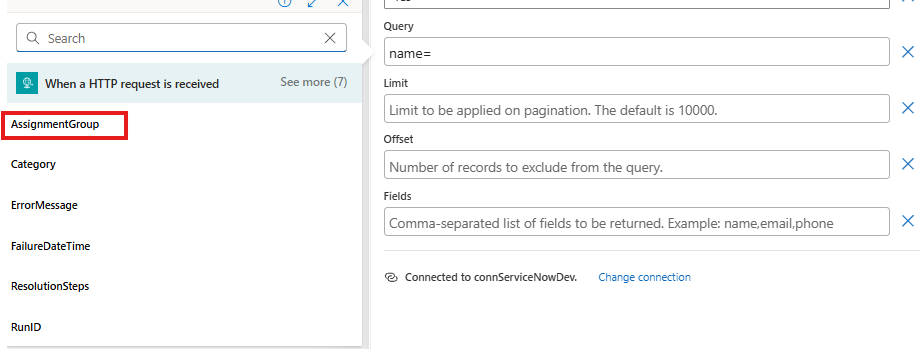 Search
When a HTTP request is received
See more (7)
AssignmentGroup
Category
ErrorMessage
FailureDateTime
ResolutionSteps
RunID
Query
name=
Limit
Limit to be applied on pagination. The default is 10000.
Offset
Number of records to exclude from the query.
Fields
Comma-separated list of fields to be returned. Example: name,email,phone
Connected to connServiceNowDev.
Change connection